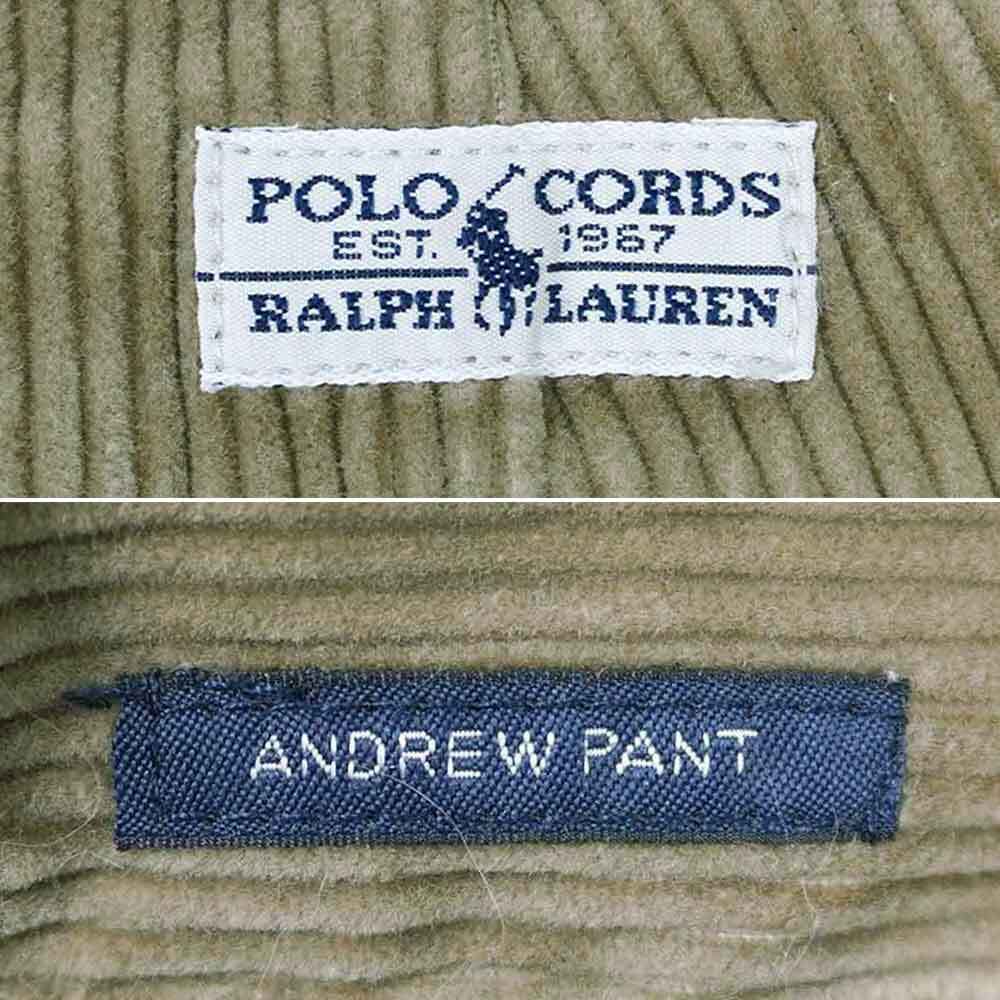 POLO CORDS
EST. 1967
RALPH LAUREN
ANDREW PANT